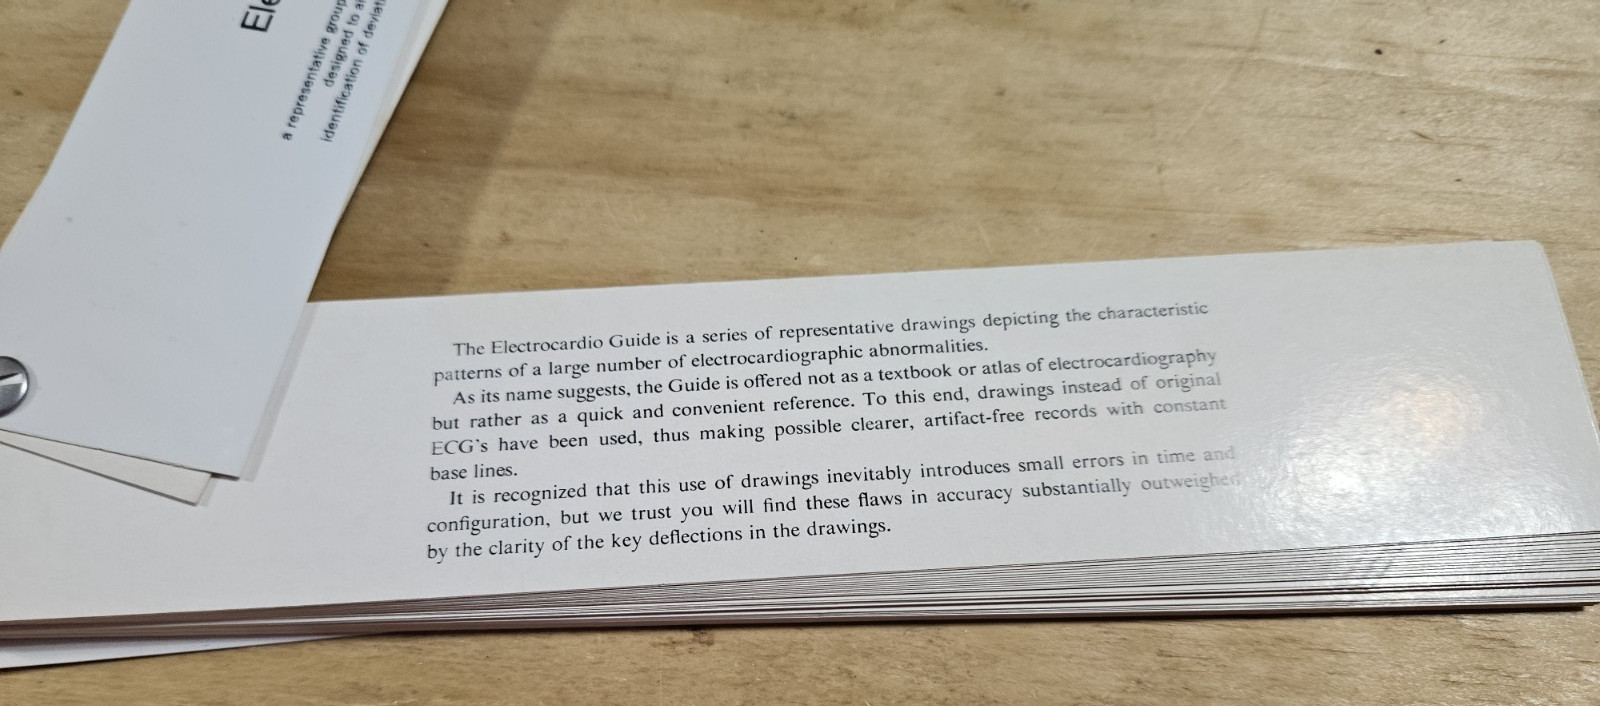 Ele
a representative group
designed to ai
identification of deviat
The Electrocardio Guide is a series of representative drawings depicting the characteristic
patterns of a large number of electrocardiographic abnormalities.
As its name suggests, the Guide is offered not as a textbook or atlas of electrocardiography
but rather as a quick and convenient reference. To this end, drawings instead of original
ECG's have been used, thus making possible clearer, artifact-free records with constant
base lines.
It is recognized that this use of drawings inevitably introduces small errors in time and
configuration, but we trust you will find these flaws in accuracy substantially outweighed
by the clarity of the key deflections in the drawings.